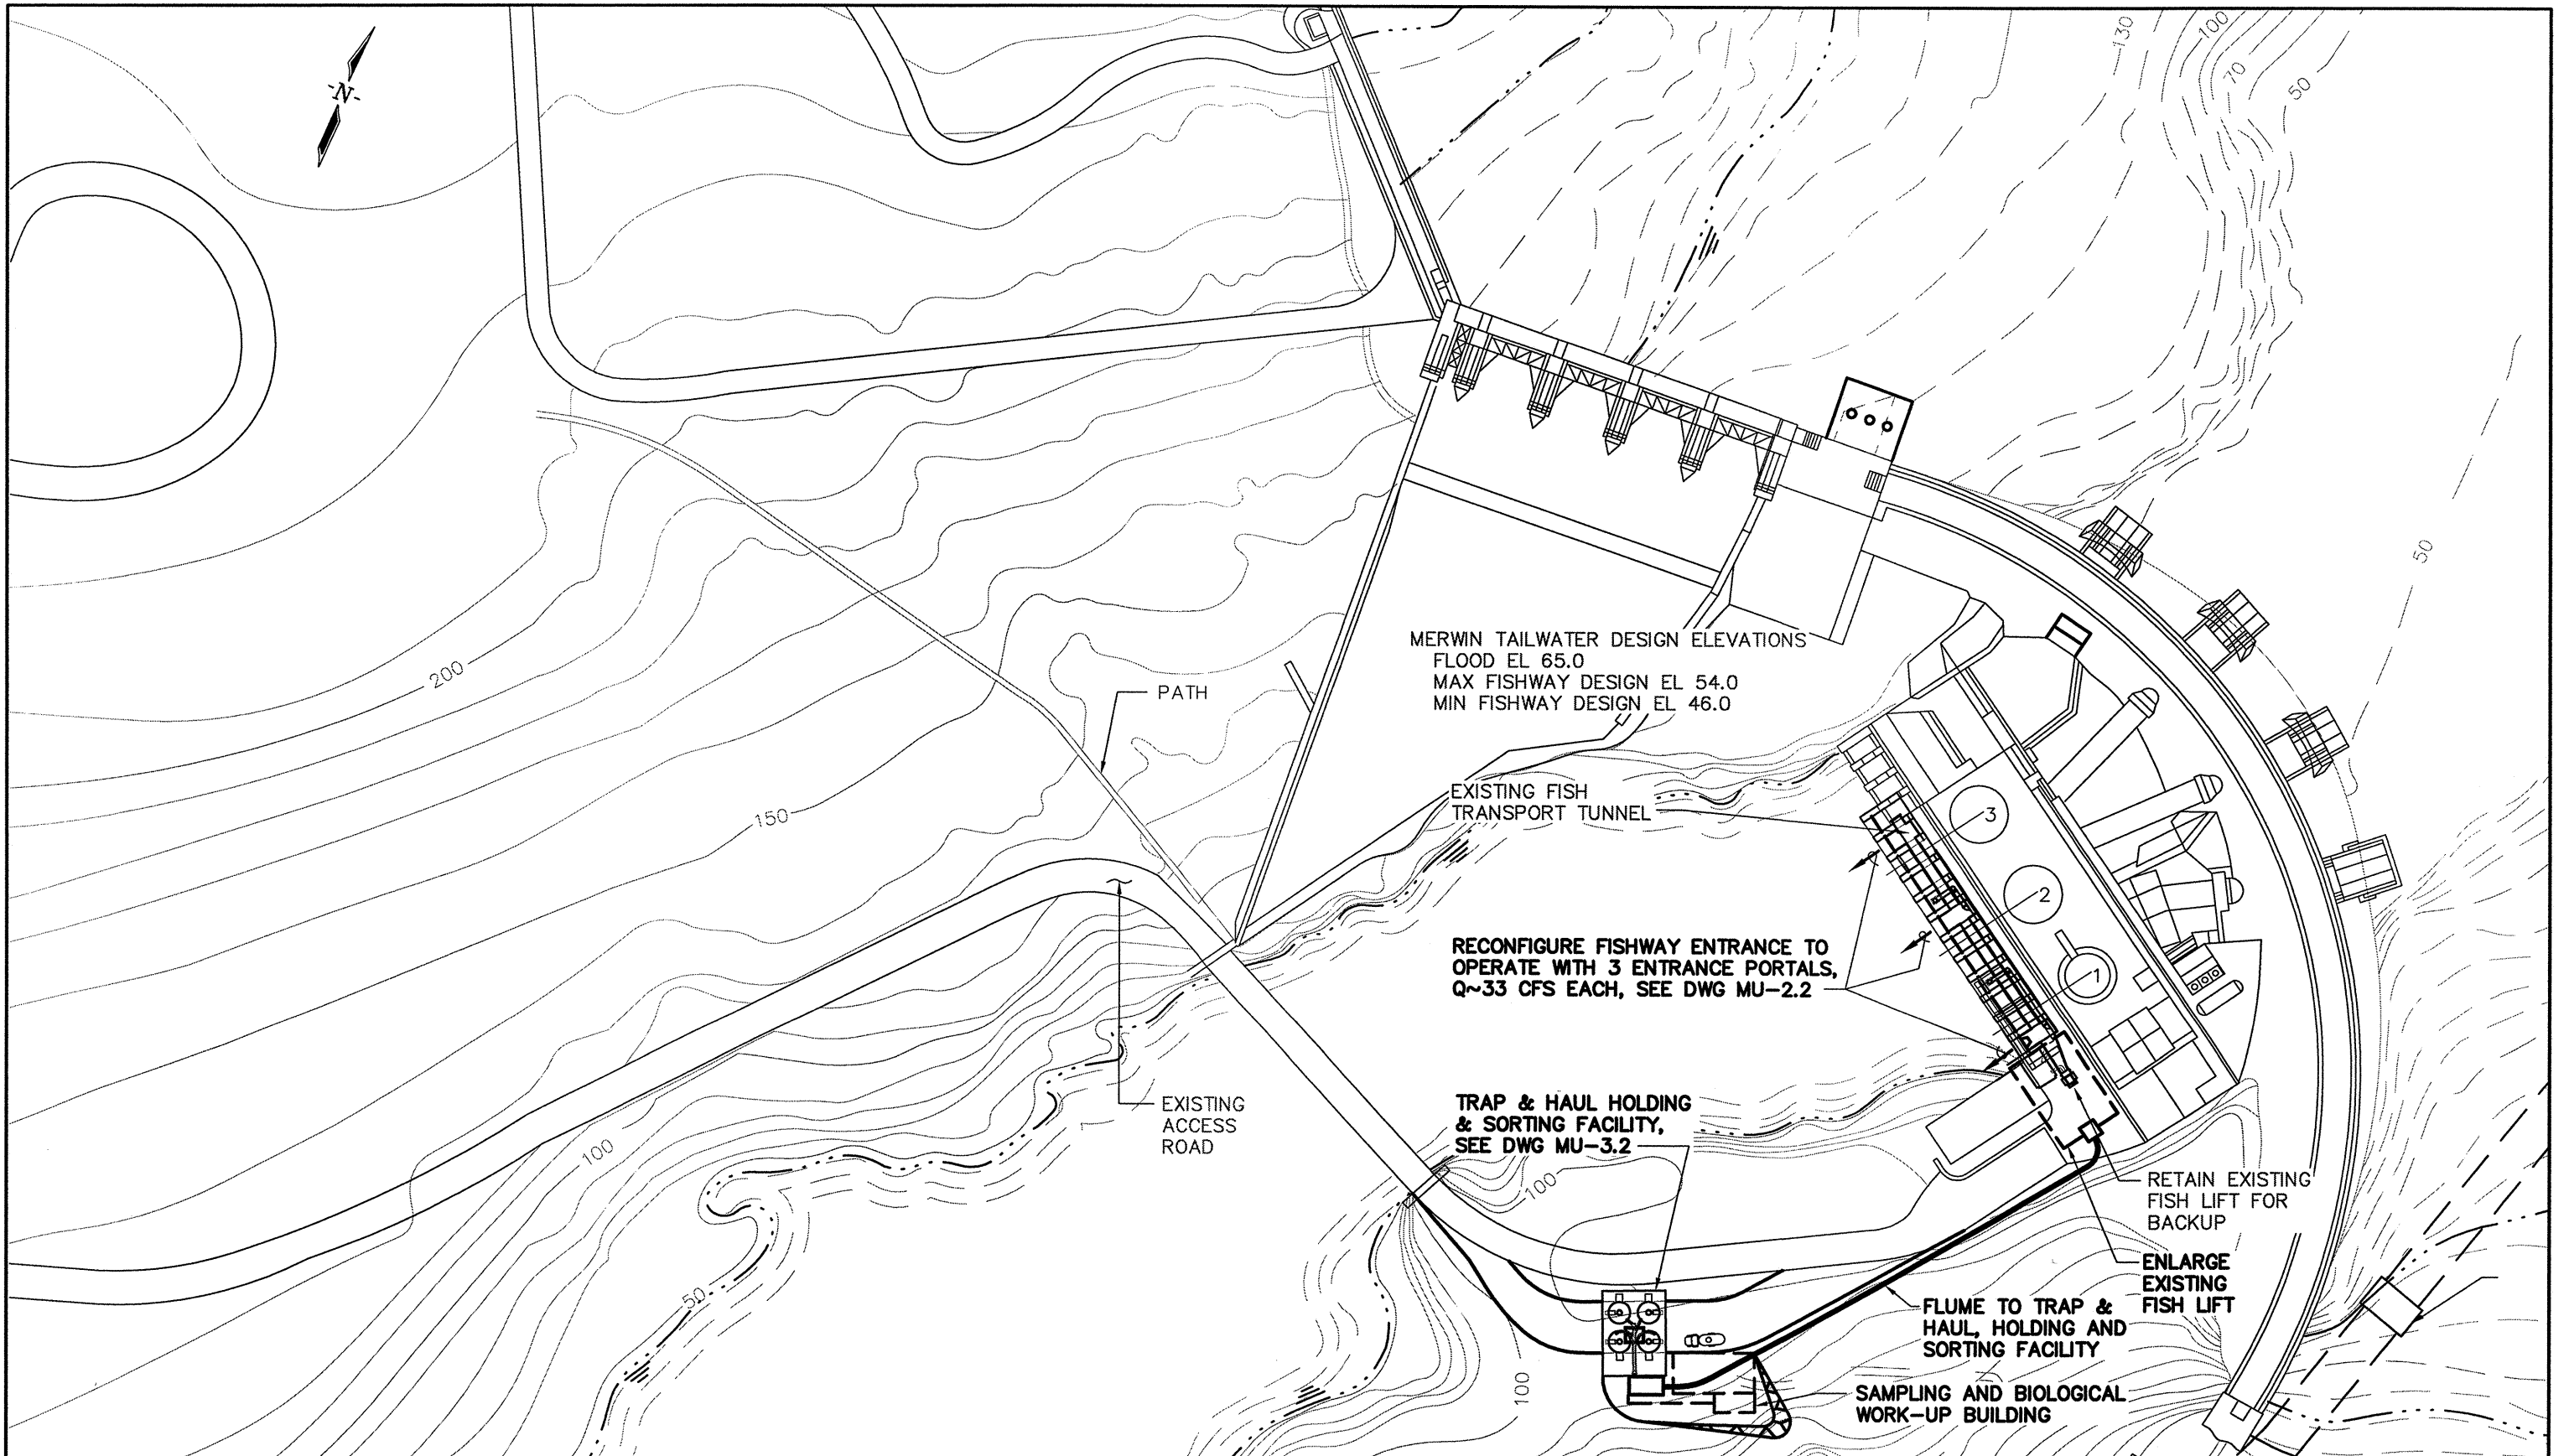 -N-
130
100
70
50
50
MERWIN TAILWATER DESIGN ELEVATIONS
FLOOD EL 65.0
MAX FISHWAY DESIGN EL 54.0
MIN FISHWAY DESIGN EL 46.0
200
PATH
150
EXISTING FISH
TRANSPORT TUNNEL
3
2
1
RECONFIGURE FISHWAY ENTRANCE TO
OPERATE WITH 3 ENTRANCE PORTALS,
Q~33 CFS EACH, SEE DWG MU-2.2
EXISTING
ACCESS
ROAD
100
TRAP & HAUL HOLDING
& SORTING FACILITY,
SEE DWG MU-3.2
100
RETAIN EXISTING
FISH LIFT FOR
BACKUP
ENLARGE
EXISTING
FISH LIFT
50
FLUME TO TRAP &
HAUL, HOLDING AND
SORTING FACILITY
100
SAMPLING AND BIOLOGICAL
WORK-UP BUILDING